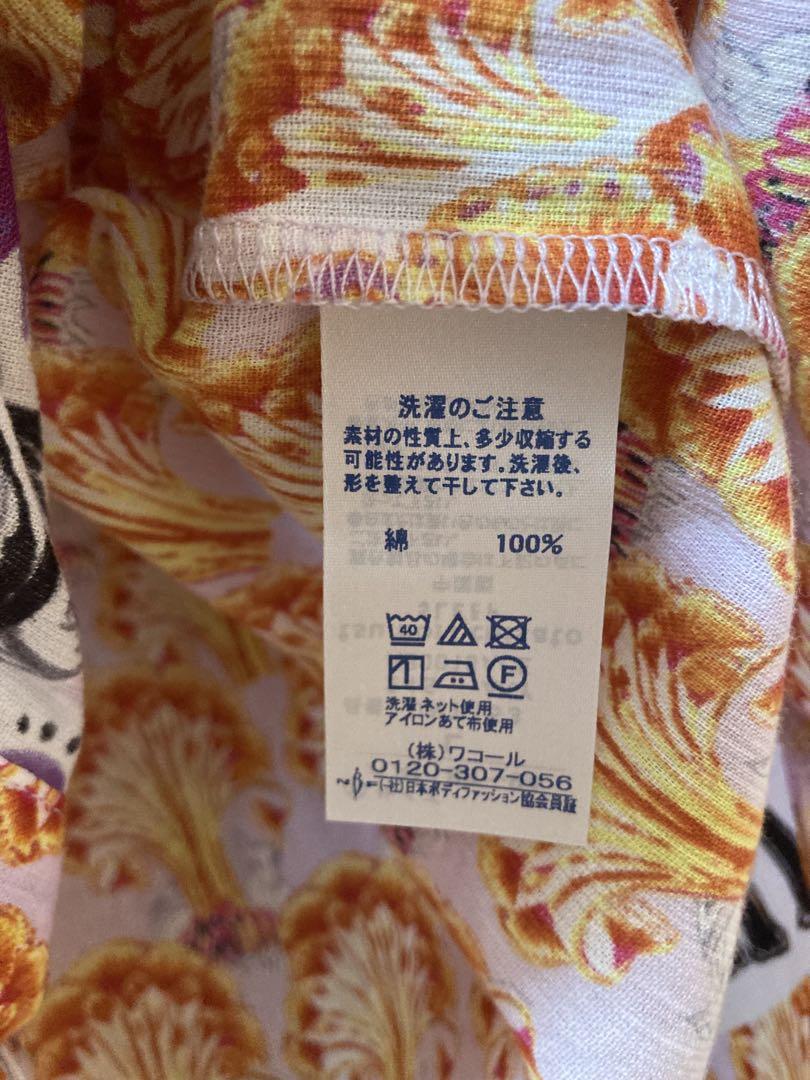 洗濯のご注意
素材の性質上、多少収縮する
可能性があります。洗濯後、
形を整えて干して下さい。
綿 100%
40
F
洗濯ネット使用
アイロンあて布使用
(株)ワコール
0120-307-056
(一社)日本ボディファッション協会会員証